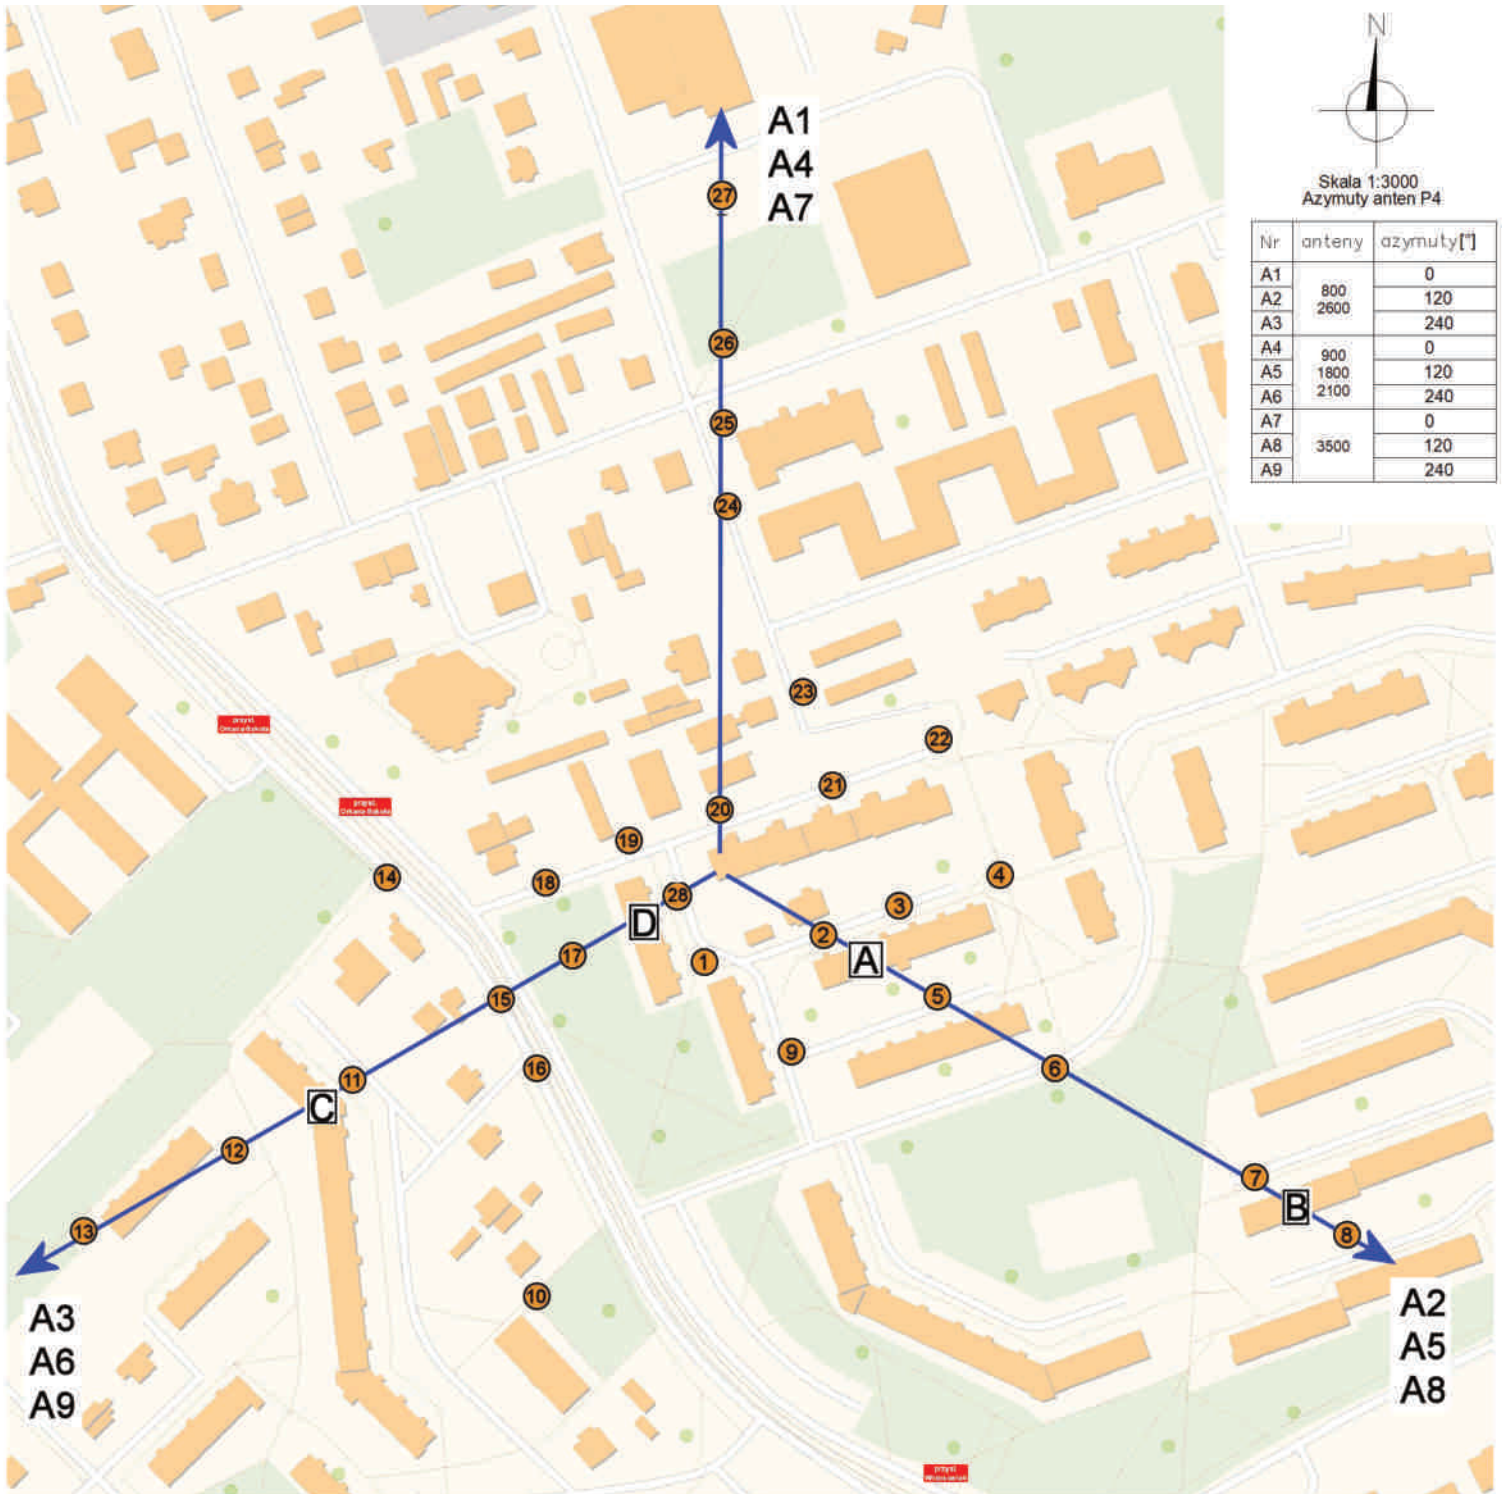 N
Skala 1:3000
Azymuty anten P4
Nr anteny azymuty[°]
A1 800 2600 0
A2 120
A3 240
A4 900 1800 2100 0
A5 120
A6 240
A7 3500 0
A8 120
A9 240
A1
A4
A7
27
26
25
24
23
22
21
20
19
18
28
14
4
3
2
D
A
17
1
15
5
9
6
16
11
C
12
7
B
13
8
10
A3
A6
A9
A2
A5
A8